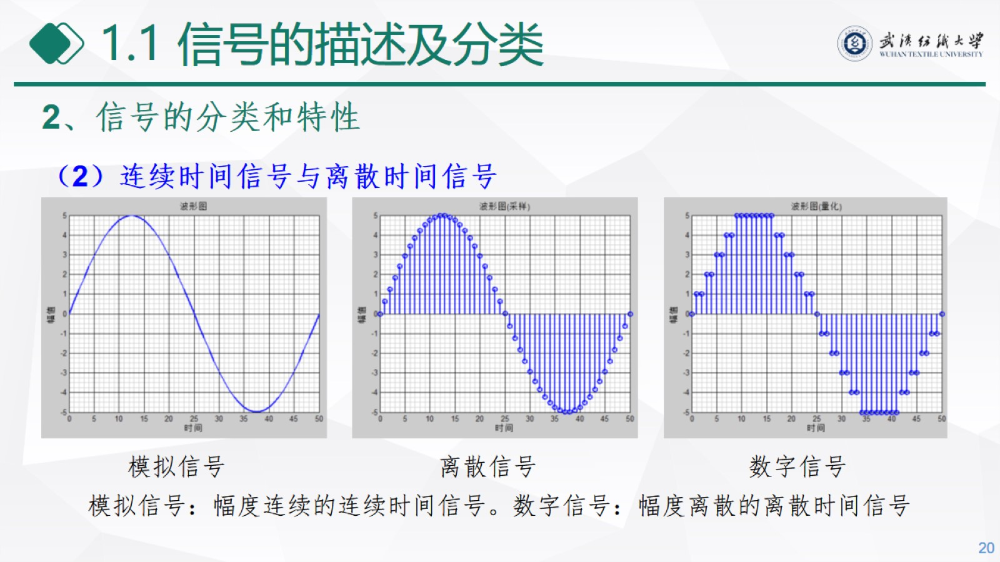 1.1 信号的描述及分类
武汉纺织大学
WUHAN TEXTILE UNIVERSITY
2、信号的分类和特性
（2）连续时间信号与离散时间信号
波形图
5
4
3
2
1
0
-1
-2
-3
-4
-5
幅值
0 5 10 15 20 25 30 35 40 45 50
时间
波形图(采样)
5
4
3
2
1
0
-1
-2
-3
-4
-5
幅值
0 5 10 15 20 25 30 35 40 45 50
时间
波形图(量化)
5
4
3
2
1
0
-1
-2
-3
-4
-5
幅值
0 5 10 15 20 25 30 35 40 45 50
时间
模拟信号 离散信号 数字信号
模拟信号：幅度连续的连续时间信号。数字信号：幅度离散的离散时间信号
20